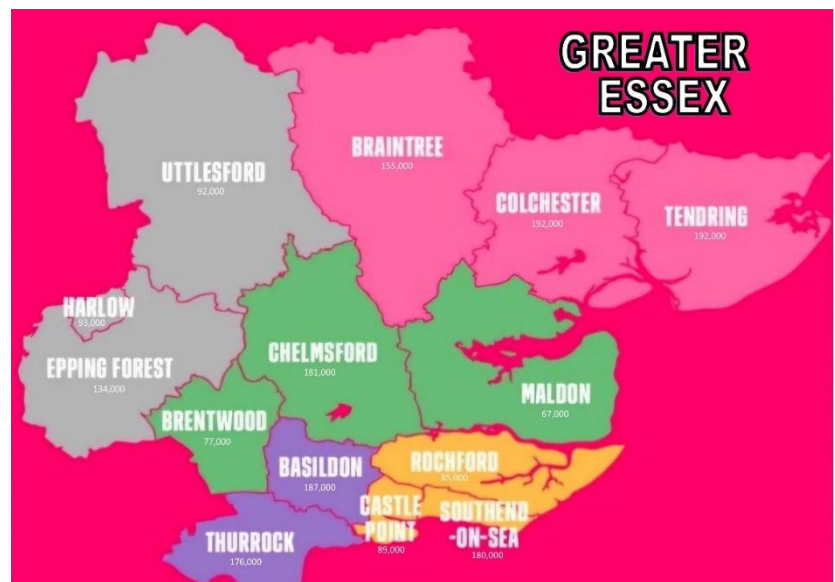 GREATER
ESSEX
BRAINTREE
155,000
UTTLESFORD
92,000
COLCHESTER
192,000
TENDRING
192,000
HARLOW
93,000
EPPING FOREST
134,000
CHELMSFORD
181,000
MALDON
67,000
BRENTWOOD
77,000
BASILDON
187,000
ROCHFORD
85,000
CASTLE
POINT
89,000
SOUTHEND
-ON-SEA
180,000
THURROCK
176,000